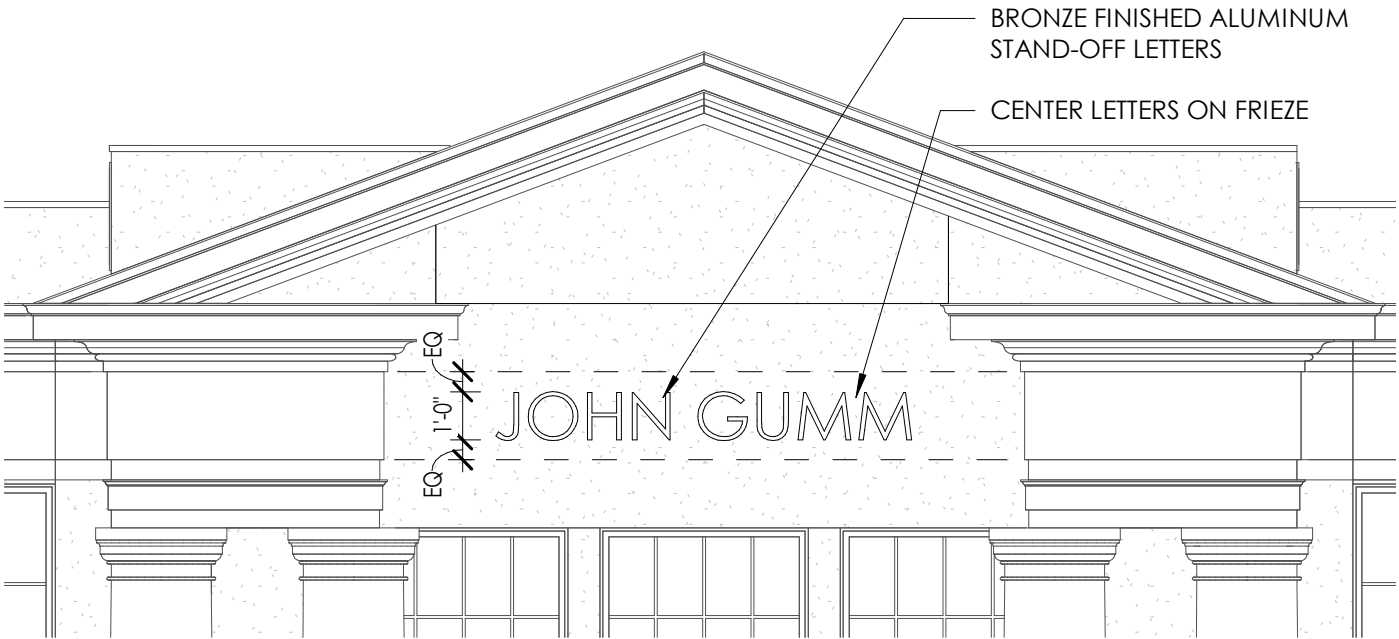 BRONZE FINISHED ALUMINUM
STAND-OFF LETTERS
CENTER LETTERS ON FRIEZE
EQ
1'-0"
EQ
JOHN GUMM